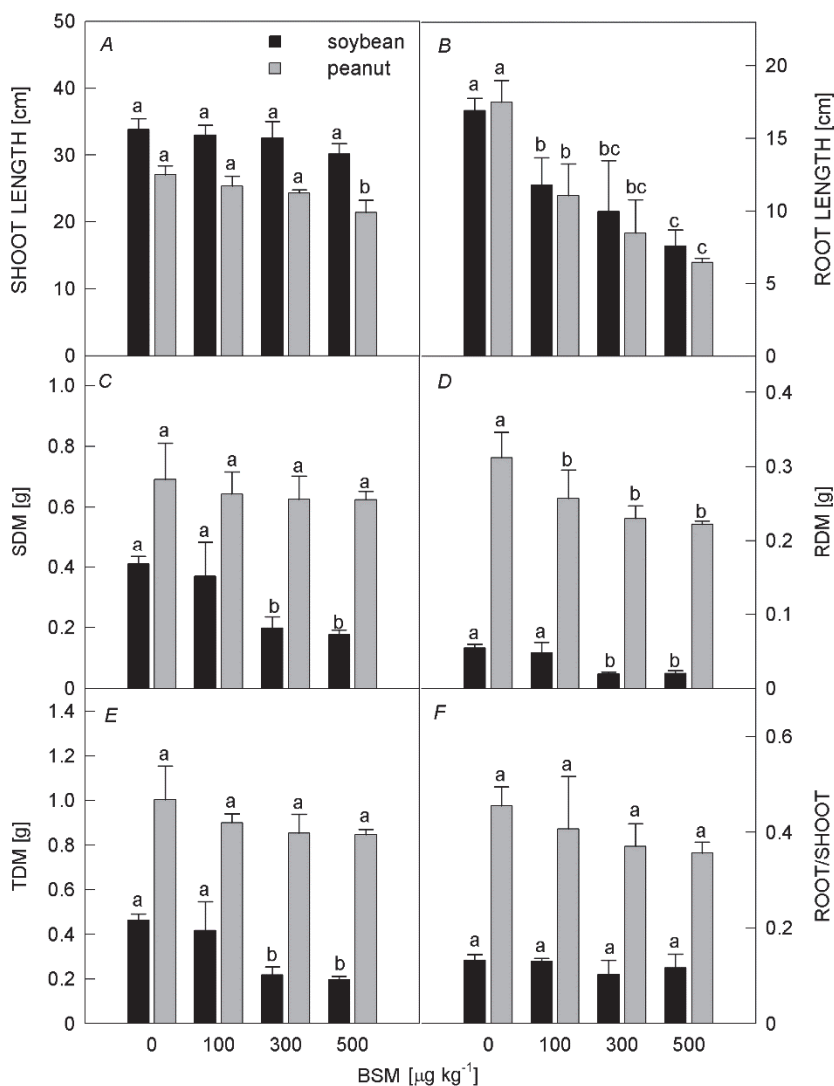 A
soybean
peanut
SHOOT LENGTH [cm]
50
40
30
20
10
0
a a a a
a a a b
B
ROOT LENGTH [cm]
20
15
10
5
0
a a b b bc bc c c
C
SDM [g]
1.0
0.8
0.6
0.4
0.2
0
a a a a
a a b b
D
RDM [g]
0.4
0.3
0.2
0.1
0
a b b b
a a b b
E
TDM [g]
1.4
1.2
1.0
0.8
0.6
0.4
0.2
0
a a a a
a a b b
0 100 300 500
F
ROOT/SHOOT
0.6
0.4
0.2
0
a a a a
a a a a
0 100 300 500
BSM [µg kg⁻¹]